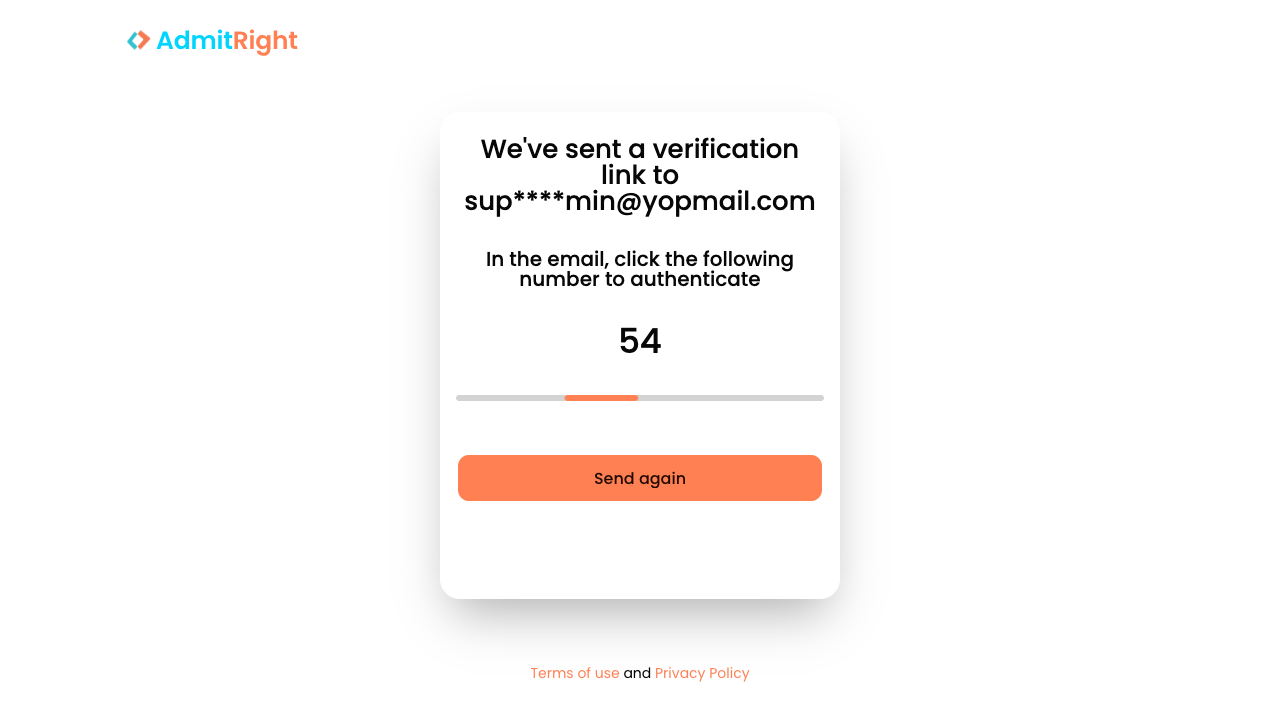 AdmitRight
We've sent a verification
link to
sup****min@yopmail.com
In the email, click the following
number to authenticate
54
Send again
Terms of use and Privacy Policy